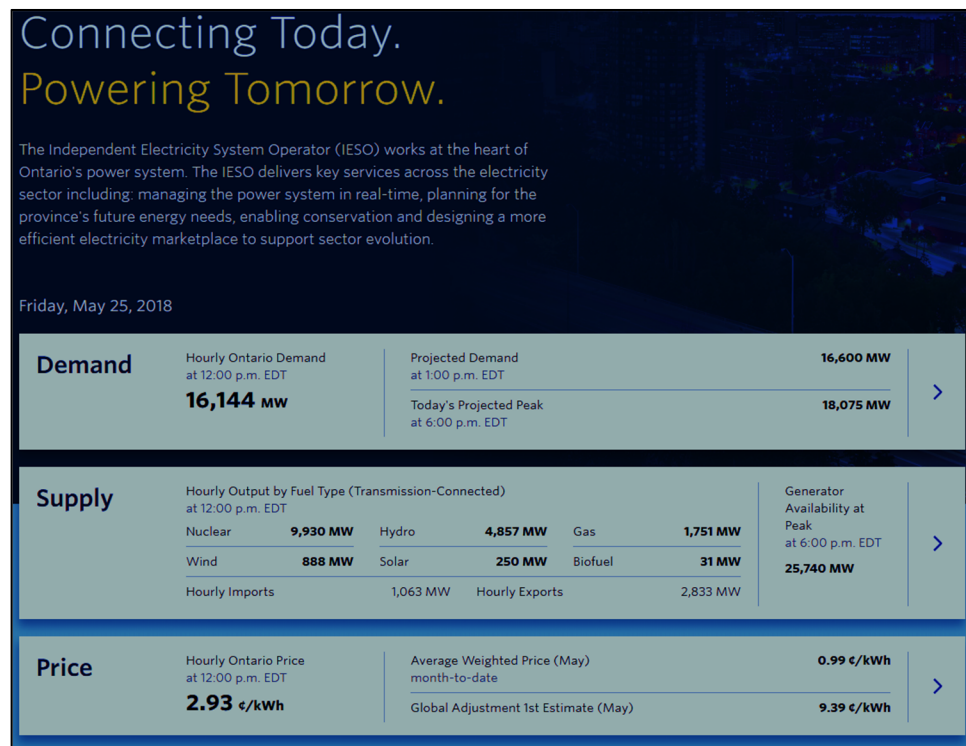 Connecting Today.
Powering Tomorrow.
The Independent Electricity System Operator (IESO) works at the heart of
Ontario's power system. The IESO delivers key services across the electricity
sector including: managing the power system in real-time, planning for the
province's future energy needs, enabling conservation and designing a more
efficient electricity marketplace to support sector evolution.
Friday, May 25, 2018
Demand
Hourly Ontario Demand
at 12:00 p.m. EDT
16,144 MW
Projected Demand 16,600 MW
at 1:00 p.m. EDT
Today's Projected Peak 18,075 MW
at 6:00 p.m. EDT
Supply
Hourly Output by Fuel Type (Transmission-Connected)
at 12:00 p.m. EDT
Nuclear 9,930 MW Hydro 4,857 MW Gas 1,751 MW
Wind 888 MW Solar 250 MW Biofuel 31 MW
Hourly Imports 1,063 MW Hourly Exports 2,833 MW
Generator
Availability at
Peak
at 6:00 p.m. EDT
25,740 MW
Price
Hourly Ontario Price
at 12:00 p.m. EDT
2.93 ¢/kWh
Average Weighted Price (May) 0.99 ¢/kWh
month-to-date
Global Adjustment 1st Estimate (May) 9.39 ¢/kWh